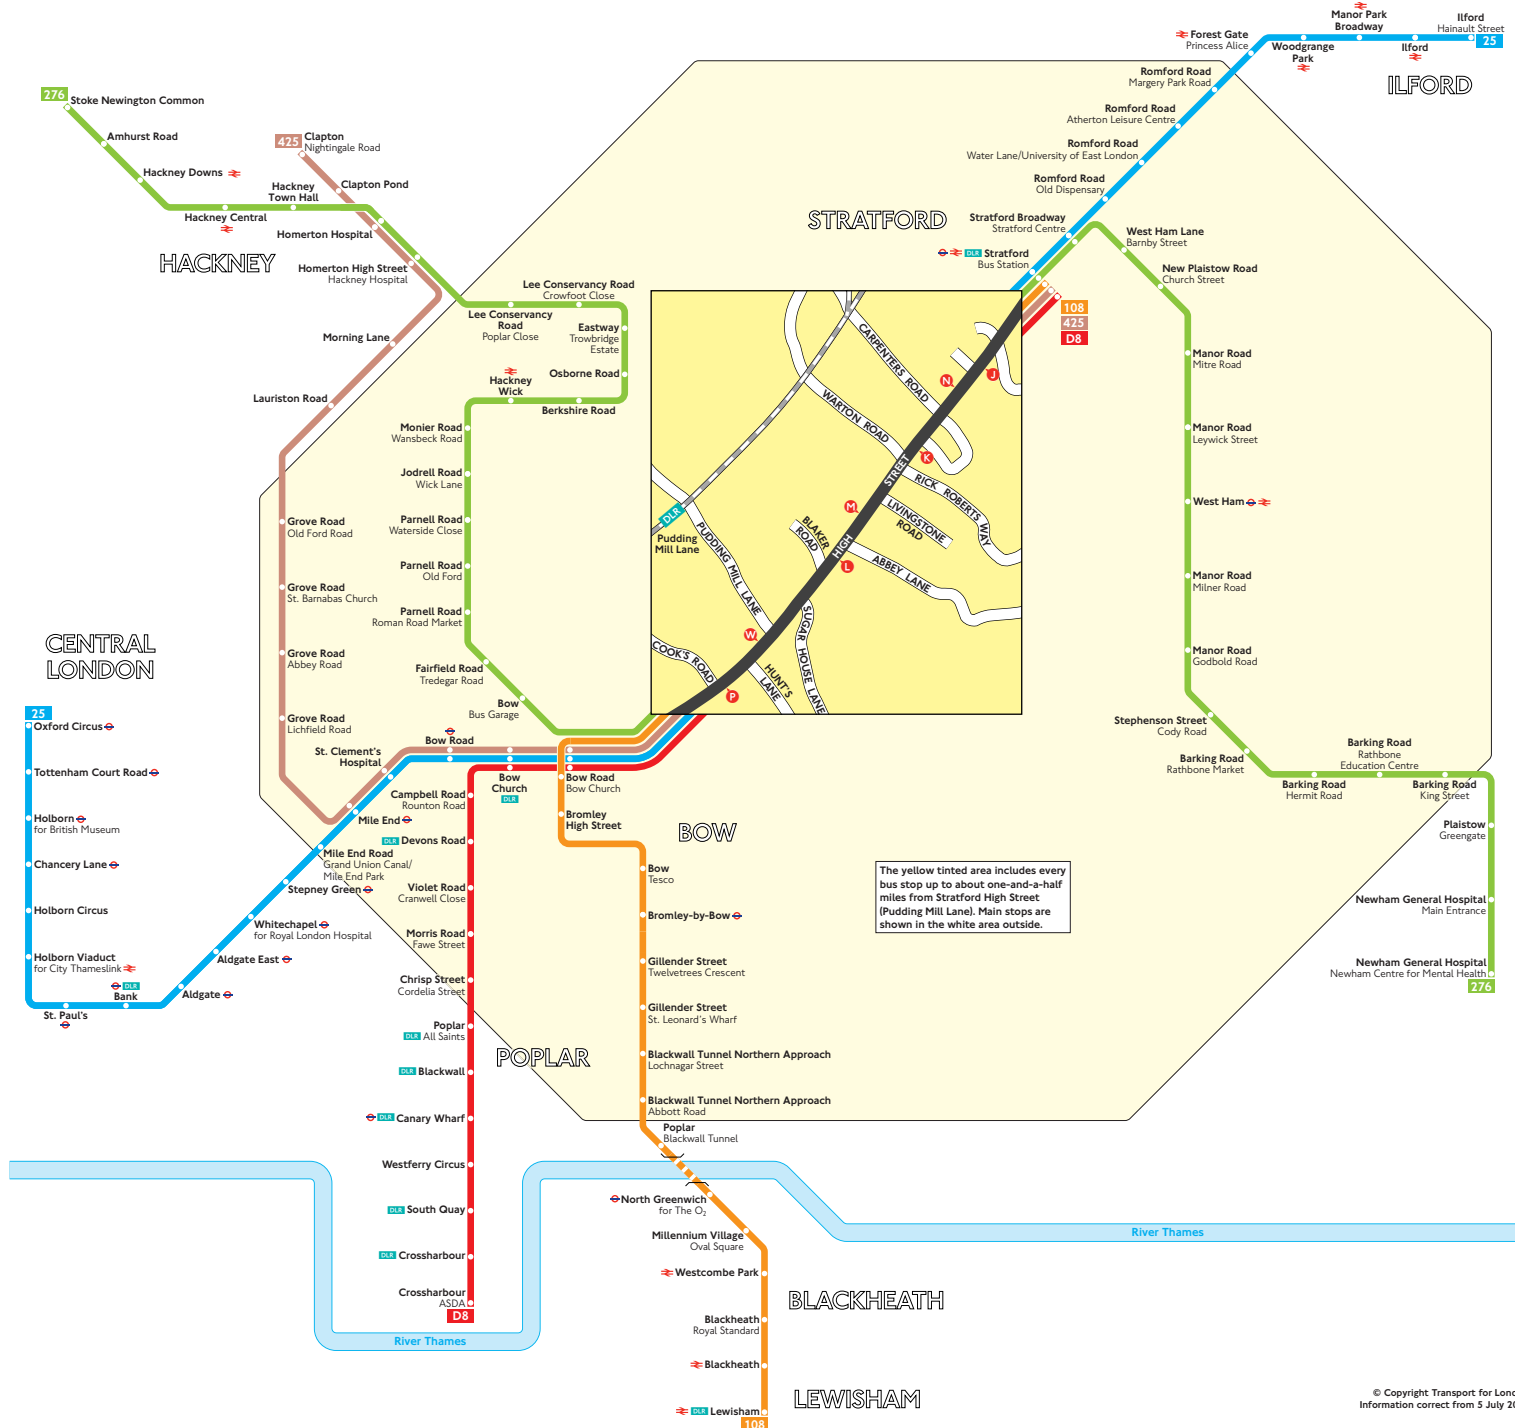 Manor Park
Broadway
Ilford
Hainault Street
25
Forest Gate
Princess Alice
Woodgrange
Park
Ilford
ILFORD
Romford Road
Margery Park Road
Romford Road
Atherton Leisure Centre
Romford Road
Water Lane/University of East London
Romford Road
Old Dispensary
Stratford Broadway
Stratford Centre
DLR Stratford
Bus Station
STRATFORD
276
Stoke Newington Common
Amhurst Road
Hackney Downs
Hackney
Town Hall
Hackney Central
HACKNEY
425
Clapton
Nightingale Road
Clapton Pond
Homerton Hospital
Homerton High Street
Hackney Hospital
Morning Lane
Lauriston Road
Grove Road
Old Ford Road
Grove Road
St. Barnabas Church
Grove Road
Abbey Road
Grove Road
Lichfield Road
Lee Conservancy Road
Crowfoot Close
Lee Conservancy
Road
Poplar Close
Eastway
Trowbridge
Estate
Osborne Road
Hackney
Wick
Berkshire Road
Monier Road
Wansbeck Road
Jodrell Road
Wick Lane
Parnell Road
Waterside Close
Parnell Road
Old Ford
Parnell Road
Roman Road Market
Fairfield Road
Tredegar Road
Bow
Bus Garage
108
425
D8
West Ham Lane
Barnby Street
New Plaistow Road
Church Street
Manor Road
Mitre Road
Manor Road
Leywick Street
West Ham
Manor Road
Milner Road
Manor Road
Godbold Road
Stephenson Street
Cody Road
Barking Road
Rathbone Market
Barking Road
Hermit Road
Barking Road
Rathbone
Education Centre
Barking Road
King Street
Plaistow
Greengate
Newham General Hospital
Main Entrance
Newham General Hospital
Newham Centre for Mental Health
276
CARPENTERS ROAD
WARTON ROAD
N
J
K
STREET
RICK ROBERTS WAY
M
LIVINGSTONE
ROAD
BLAKER
ROAD
HIGH
L
ABBEY LANE
DLR
Pudding
Mill Lane
PUDDING MILL LANE
W
SUGAR HOUSE LANE
COOK'S ROAD
HUNT'S
LANE
P
CENTRAL
LONDON
25
Oxford Circus
Tottenham Court Road
Holborn
for British Museum
Chancery Lane
Holborn Circus
Holborn Viaduct
for City Thameslink
St. Paul's
DLR
Bank
Aldgate
Aldgate East
Whitechapel
for Royal London Hospital
Stepney Green
Mile End Road
Grand Union Canal/
Mile End Park
Mile End
St. Clement's
Hospital
Bow Road
Bow
Church
DLR
Bow Road
Bow Church
Bromley
High Street
BOW
Campbell Road
Rounton Road
DLR Devons Road
Violet Road
Cranwell Close
Morris Road
Fawe Street
Chrisp Street
Cordelia Street
Poplar
DLR All Saints
DLR Blackwall
DLR Canary Wharf
Westferry Circus
DLR South Quay
DLR Crossharbour
Crossharbour
ASDA
D8
POPLAR
Bow
Tesco
Bromley-by-Bow
Gillender Street
Twelvetrees Crescent
Gillender Street
St. Leonard's Wharf
Blackwall Tunnel Northern Approach
Lochnagar Street
Blackwall Tunnel Northern Approach
Abbott Road
Poplar
Blackwall Tunnel
North Greenwich
for The O2
Millennium Village
Oval Square
Westcombe Park
Blackheath
Royal Standard
Blackheath
DLR Lewisham
108
BLACKHEATH
LEWISHAM
The yellow tinted area includes every
bus stop up to about one-and-a-half
miles from Stratford High Street
(Pudding Mill Lane). Main stops are
shown in the white area outside.
River Thames
River Thames
© Copyright Transport for
Information correct from 5 July